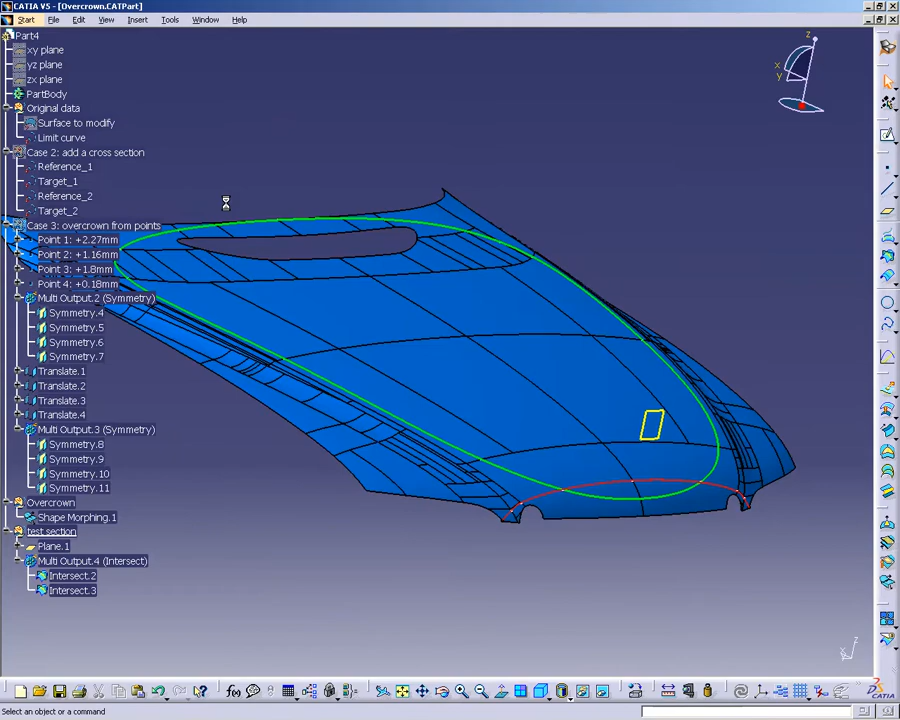 CATIA V5 - [Overcrown.CATPart]
Start File Edit View Insert Tools Window Help
Part4
xy plane
yz plane
zx plane
PartBody
Original data
Surface to modify
Limit curve
Case 2: add a cross section
Reference_1
Target_1
Reference_2
Target_2
Case 3: overcrown from points
Point 1: +2.27mm
Point 2: +1.16mm
Point 3: +1.8mm
Point 4: +0.18mm
Multi Output.2 (Symmetry)
Symmetry.4
Symmetry.5
Symmetry.6
Symmetry.7
Translate.1
Translate.2
Translate.3
Translate.4
Multi Output.3 (Symmetry)
Symmetry.8
Symmetry.9
Symmetry.10
Symmetry.11
Overcrown
Shape Morphing.1
test section
Plane.1
Multi Output.4 (Intersect)
Intersect.2
Intersect.3
z
x
y
z
x
f(x)
CATIA
Select an object or a command